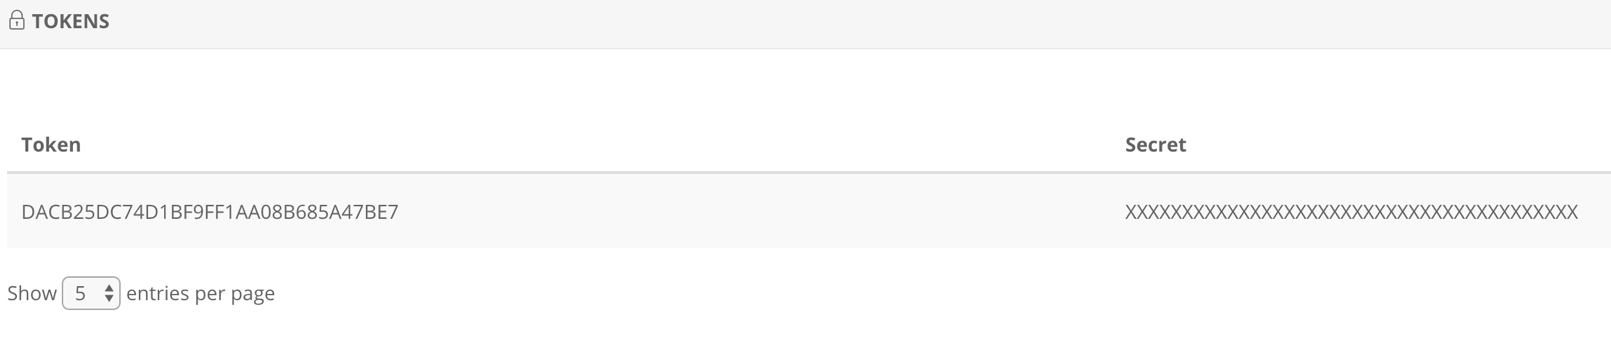 TOKENS
Token Secret
DACB25DC74D1BF9FF1AA08B685A47BE7 XXXXXXXXXXXXXXXXXXXXXXXXXXXXXXXXXXXXXXXX
Show 5 entries per page